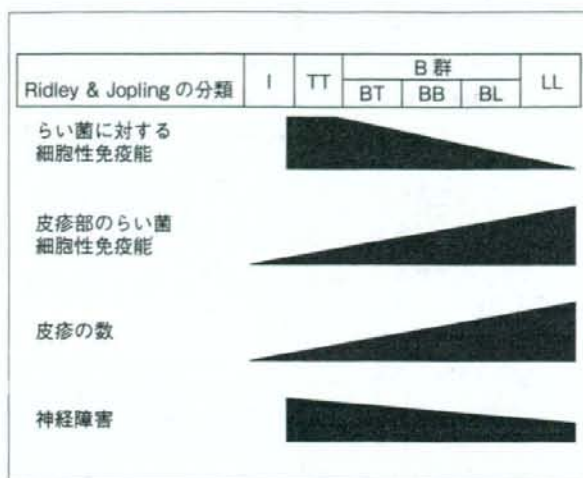 Ridley & Jopling の分類
I
TT
B 群
BT
BB
BL
LL
らい菌に対する
細胞性免疫能
皮疹部のらい菌
細胞性免疫能
皮疹の数
神経障害